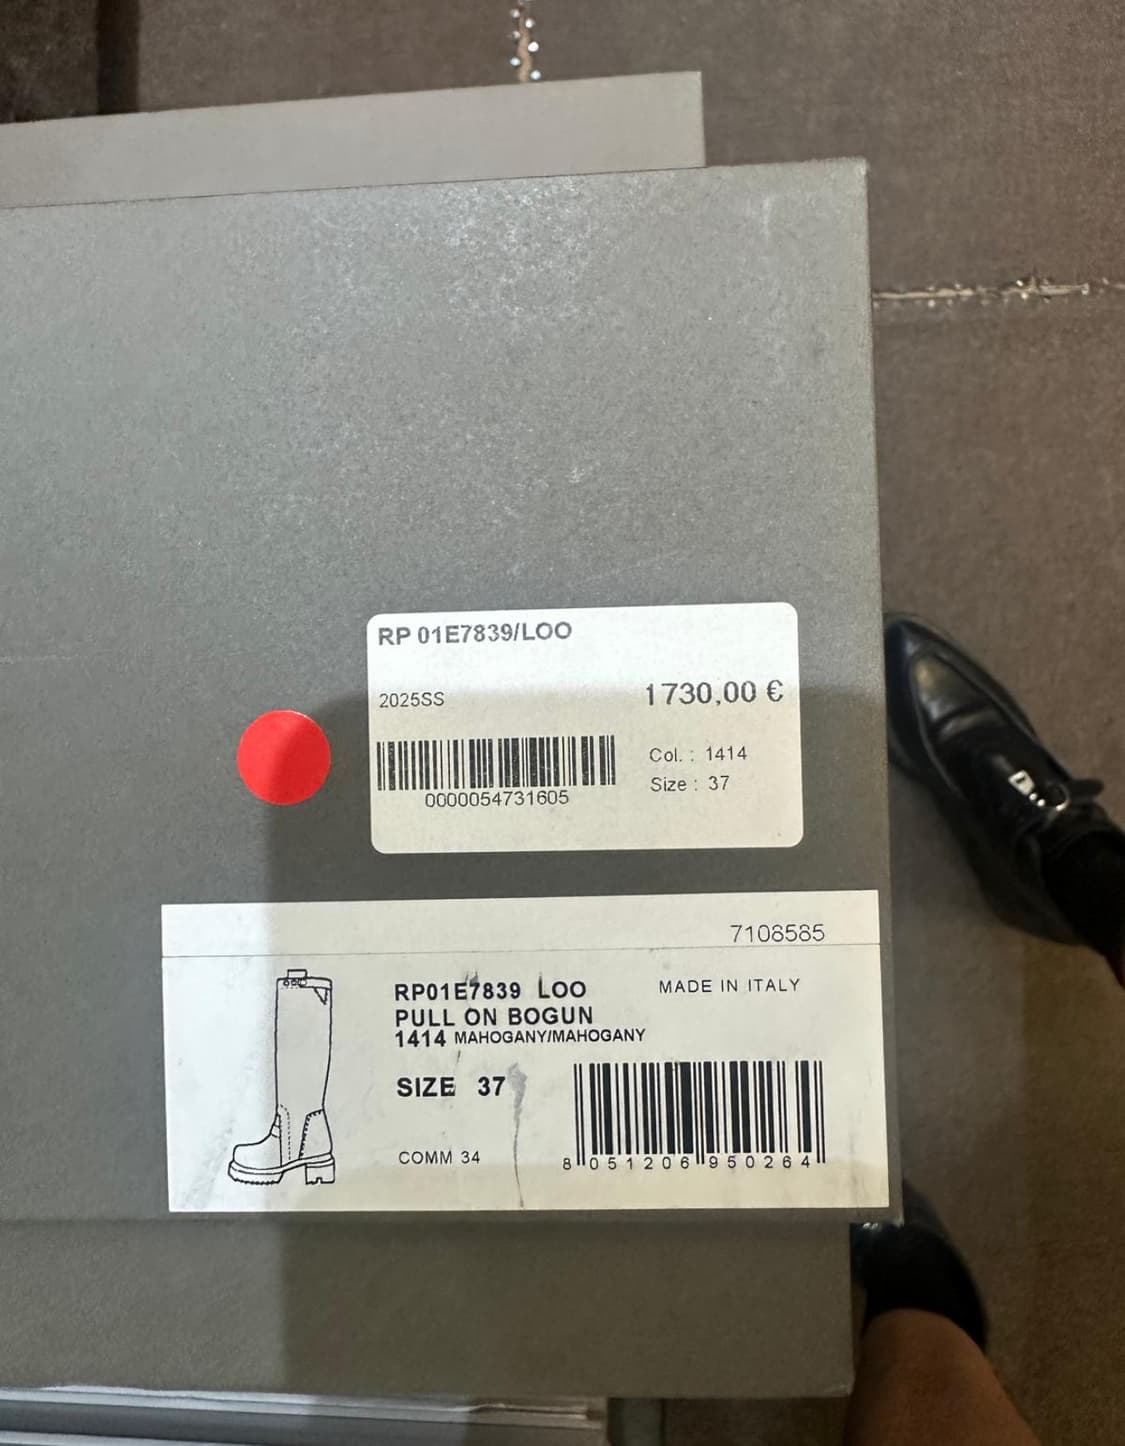 RP 01E7839/LOO
2025SS
1730,00 €
Col. : 1414
Size : 37
0000054731605
7108585
RP01E7839 LOO
MADE IN ITALY
PULL ON BOGUN
1414 MAHOGANY/MAHOGANY
SIZE 37
COMM 34
8 051206 950264